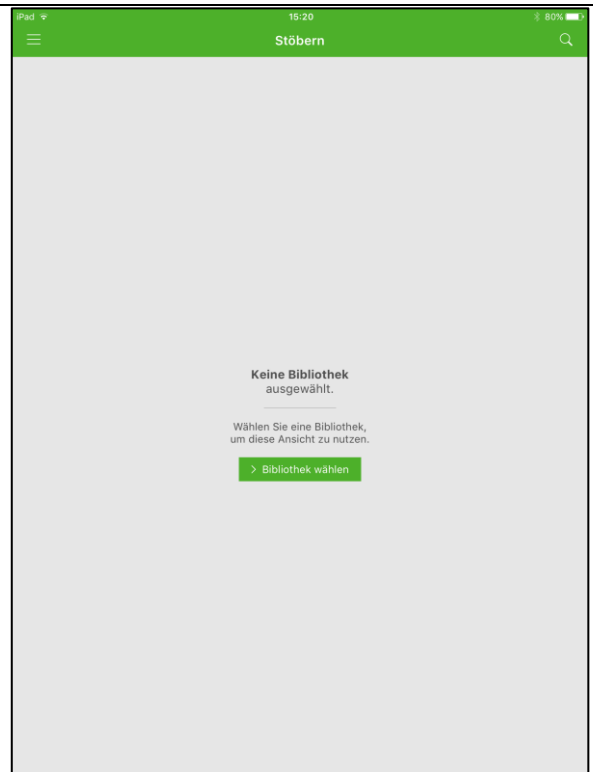 iPad 15:20 80%
Stöbern
Keine Bibliothek
ausgewählt.
Wählen Sie eine Bibliothek,
um diese Ansicht zu nutzen.
> Bibliothek wählen